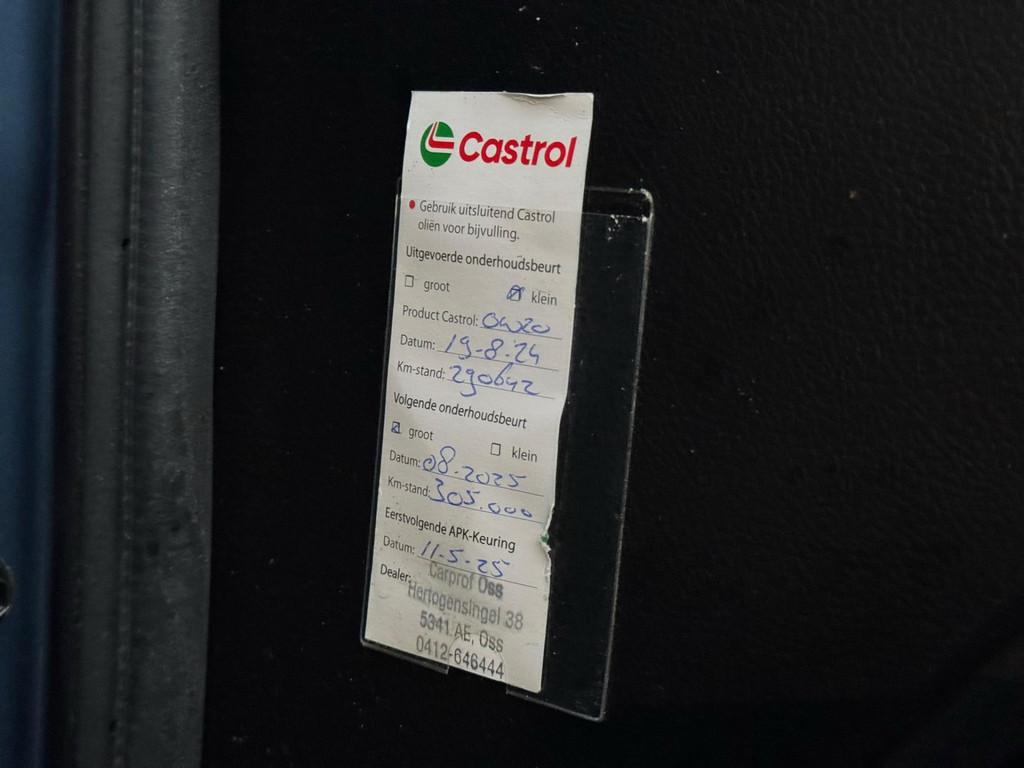 Castrol
Gebruik uitsluitend Castrol
oliën voor bijvulling.
Uitgevoerde onderhoudsbeurt
groot klein
Product Castrol: 0w20
Datum: 19-8-24
Km-stand: 290642
Volgende onderhoudsbeurt
groot klein
Datum: 08-2025
Km-stand: 305.000
Eerstvolgende APK-Keuring
Datum: 11-5-25
Dealer: Carprof Oss
Hertogensingel 38
5341 AE, Oss
0412-646444